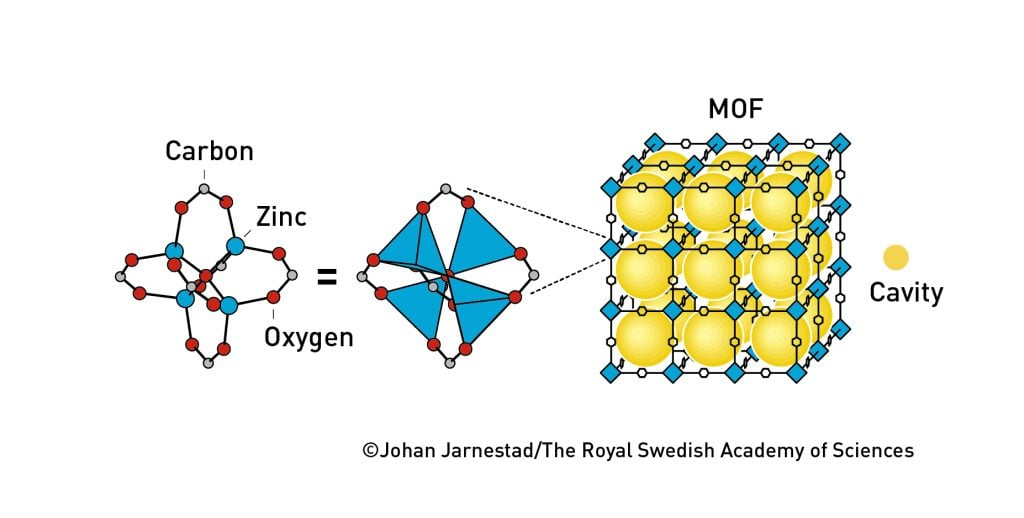 MOF
Carbon
Zinc
=
Cavity
Oxygen
©Johan Jarnestad/The Royal Swedish Academy of Sciences